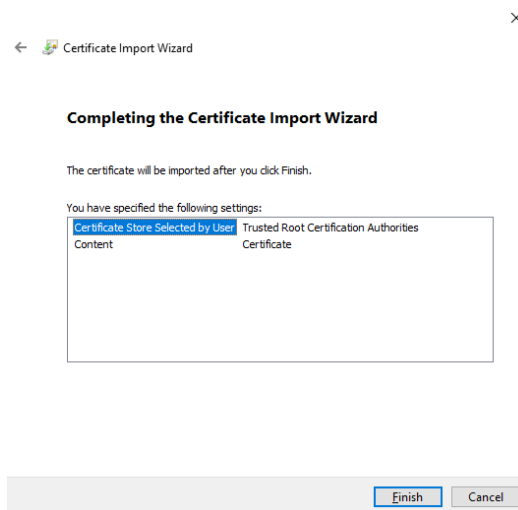 Certificate Import Wizard
Completing the Certificate Import Wizard
The certificate will be imported after you click Finish.
You have specified the following settings:
Certificate Store Selected by User Trusted Root Certification Authorities
Content Certificate
Finish Cancel